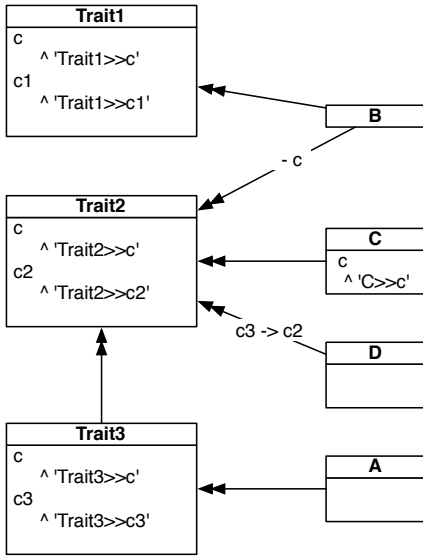 Trait1
c
^ 'Trait1>>c'
c1
^ 'Trait1>>c1'
B
- c
Trait2
c
^ 'Trait2>>c'
c2
^ 'Trait2>>c2'
C
c
^ 'C>>c'
c3 -> c2
D
Trait3
c
^ 'Trait3>>c'
c3
^ 'Trait3>>c3'
A